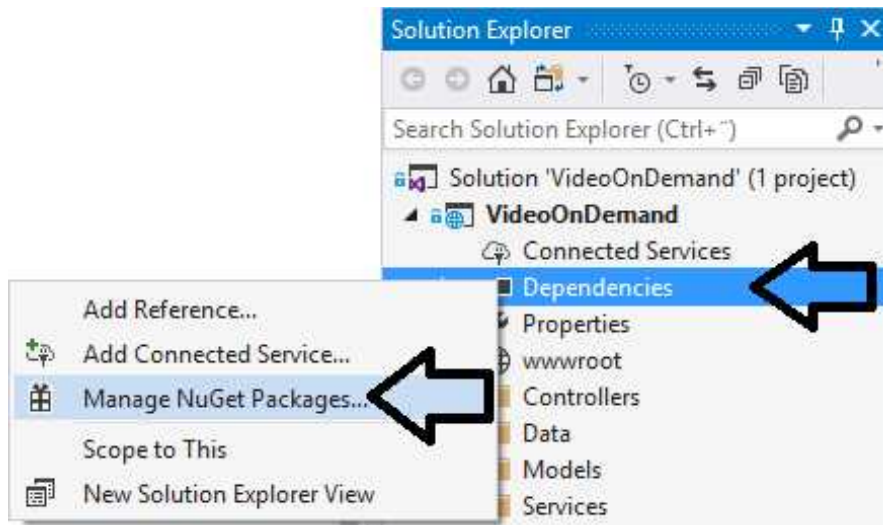 Solution Explorer
Search Solution Explorer (Ctrl+¨)
Solution 'VideoOnDemand' (1 project)
VideoOnDemand
Connected Services
Dependencies
Properties
wwwroot
Controllers
Data
Models
Services
Add Reference...
Add Connected Service...
Manage NuGet Packages...
Scope to This
New Solution Explorer View